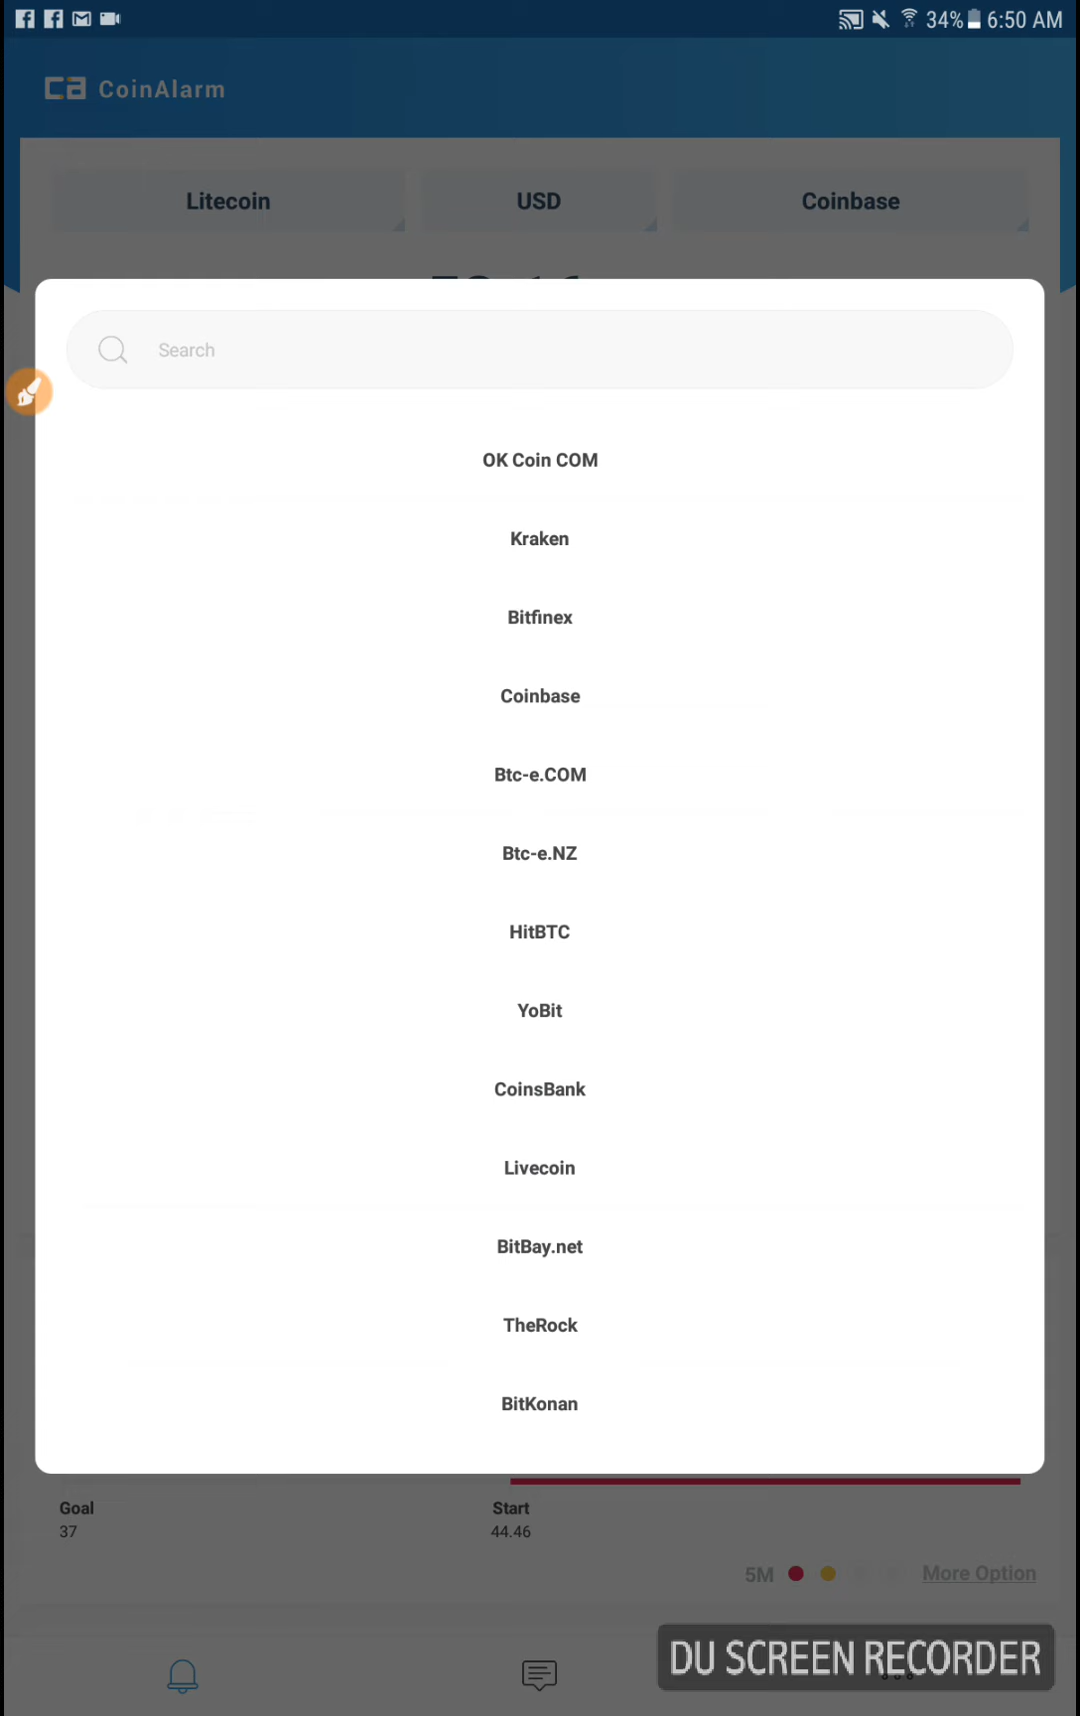 34% 6:50 AM
CoinAlarm
Litecoin USD Coinbase
Search
OK Coin COM
Kraken
Bitfinex
Coinbase
Btc-e.COM
Btc-e.NZ
HitBTC
YoBit
CoinsBank
Livecoin
BitBay.net
TheRock
BitKonan
Goal Start
37 44.46
5M More Option
DU SCREEN RECORDER